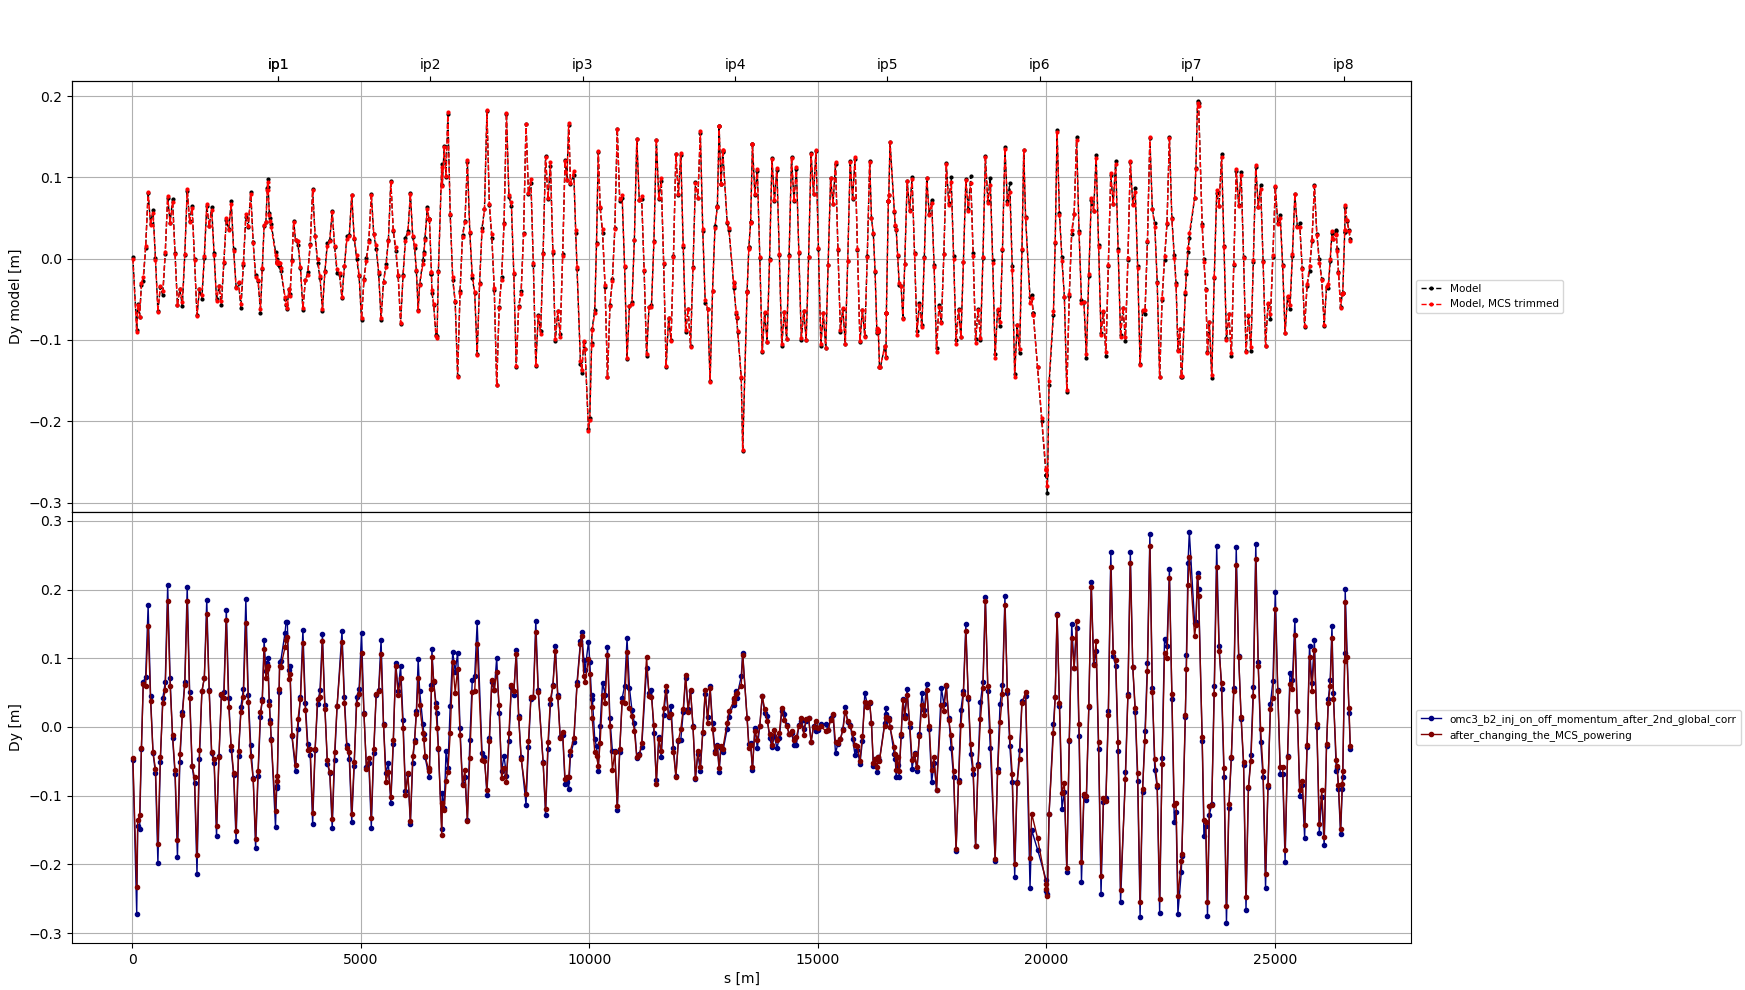 ip1 ip2 ip3 ip4 ip5 ip6 ip7 ip8
0.2
0.1
0.0
−0.1
−0.2
−0.3
Dy model [m]
Model
Model, MCS trimmed
0.3
0.2
0.1
0.0
−0.1
−0.2
−0.3
Dy [m]
omc3_b2_inj_on_off_momentum_after_2nd_global_corr
after_changing_the_MCS_powering
0 5000 10000 15000 20000 25000
s [m]